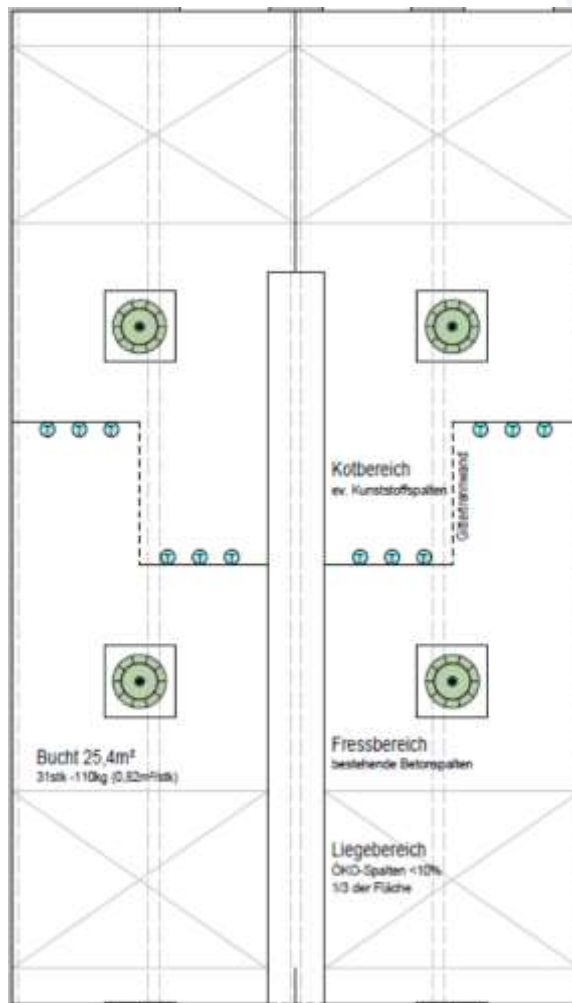 Kotbereich
ev. Kunststoffspalten
Gittertrennwand
Bucht 25,4m²
31stk -110kg (0,82m²/stk)
Fressbereich
bestehende Betonspalten
Liegebereich
ÖKO-Spalten <10%
1/3 der Fläche
T T T
T T T
T T T
T T T